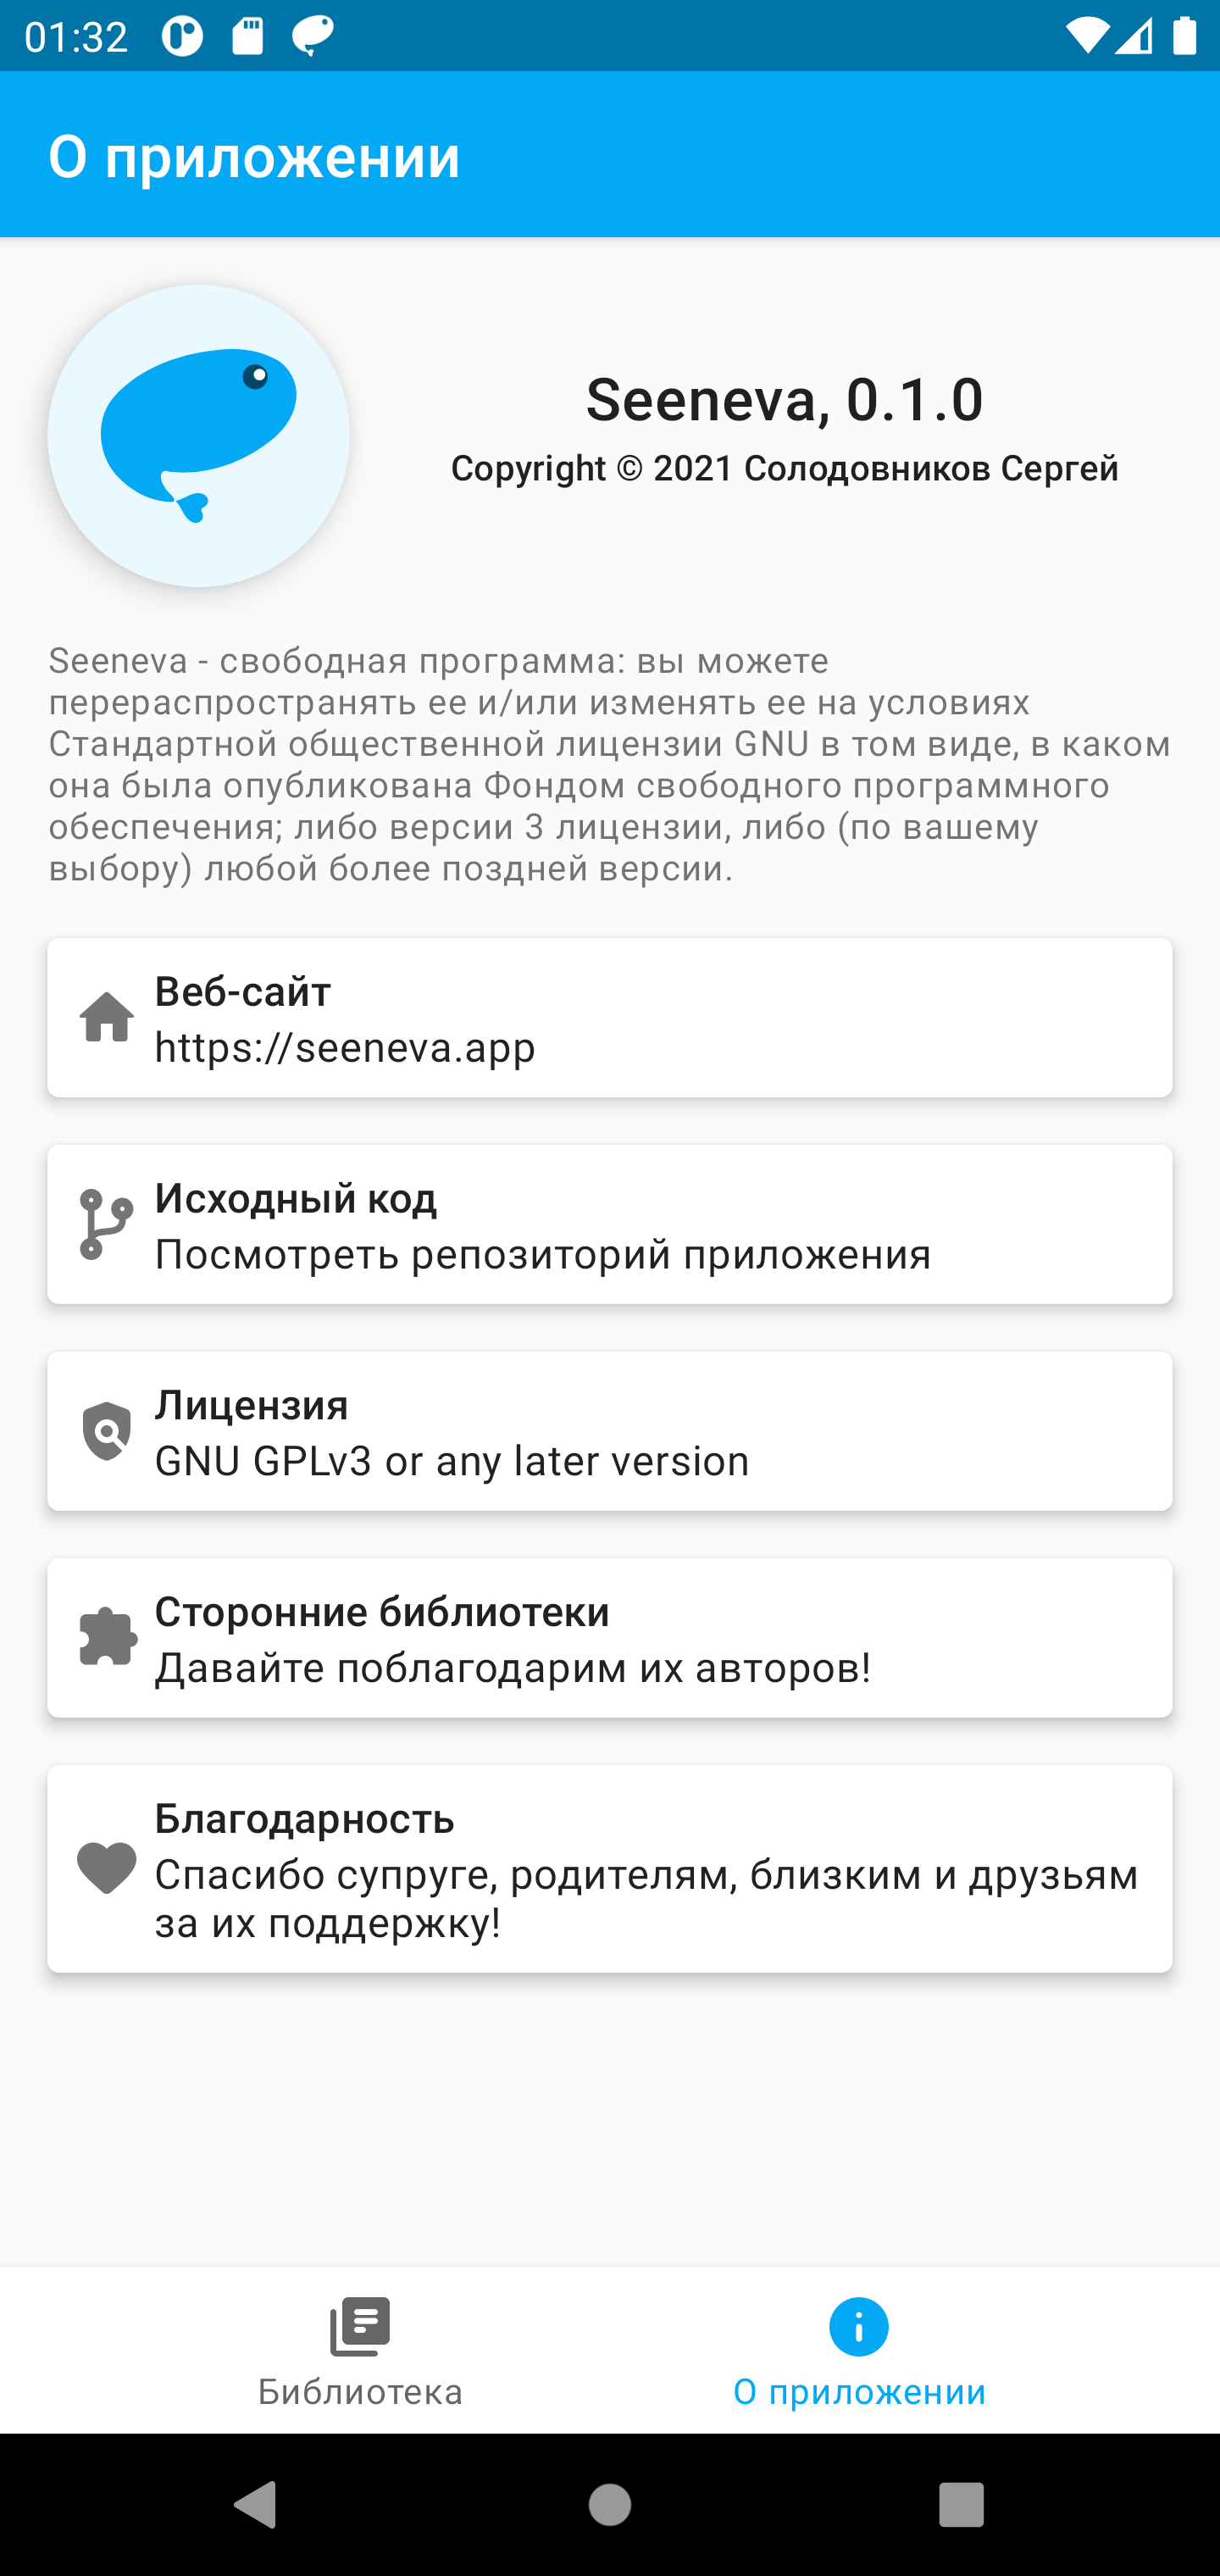 01:32
О приложении
Seeneva, 0.1.0
Copyright © 2021 Солодовников Сергей
Seeneva - свободная программа: вы можете
перераспространять ее и/или изменять ее на условиях
Стандартной общественной лицензии GNU в том виде, в каком
она была опубликована Фондом свободного программного
обеспечения; либо версии 3 лицензии, либо (по вашему
выбору) любой более поздней версии.
Веб-сайт
https://seeneva.app
Исходный код
Посмотреть репозиторий приложения
Лицензия
GNU GPLv3 or any later version
Сторонние библиотеки
Давайте поблагодарим их авторов!
Благодарность
Спасибо супруге, родителям, близким и друзьям
за их поддержку!
Библиотека
О приложении